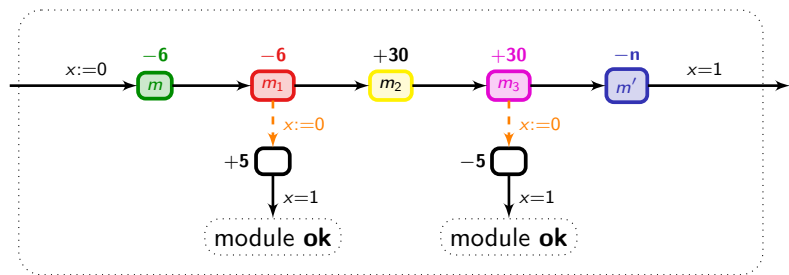 −6 −6 +30 +30 −n
x:=0 m m₁ m₂ m₃ m′ x=1
x:=0 x:=0
+5 −5
x=1 x=1
module ok module ok